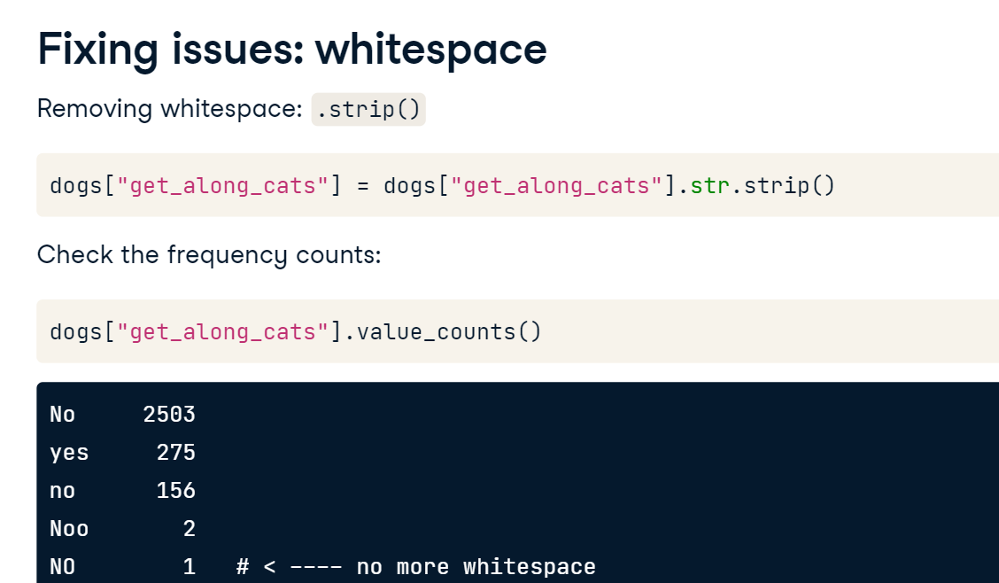 Fixing issues: whitespace
Removing whitespace: .strip()
dogs["get_along_cats"] = dogs["get_along_cats"].str.strip()
Check the frequency counts:
dogs["get_along_cats"].value_counts()
No     2503
yes     275
no      156
Noo       2
NO        1   # < ---- no more whitespace